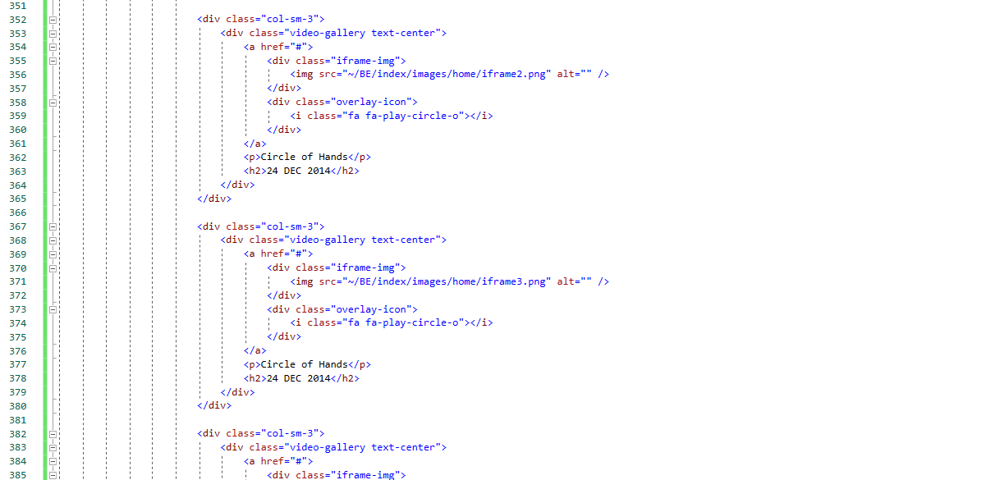 351
352 <div class="col-sm-3">
353 <div class="video-gallery text-center">
354 <a href="#">
355 <div class="iframe-img">
356 <img src="~/BE/index/images/home/iframe2.png" alt="" />
357 </div>
358 <div class="overlay-icon">
359 <i class="fa fa-play-circle-o"></i>
360 </div>
361 </a>
362 <p>Circle of Hands</p>
363 <h2>24 DEC 2014</h2>
364 </div>
365 </div>
366
367 <div class="col-sm-3">
368 <div class="video-gallery text-center">
369 <a href="#">
370 <div class="iframe-img">
371 <img src="~/BE/index/images/home/iframe3.png" alt="" />
372 </div>
373 <div class="overlay-icon">
374 <i class="fa fa-play-circle-o"></i>
375 </div>
376 </a>
377 <p>Circle of Hands</p>
378 <h2>24 DEC 2014</h2>
379 </div>
380 </div>
381
382 <div class="col-sm-3">
383 <div class="video-gallery text-center">
384 <a href="#">
385 <div class="iframe-img">